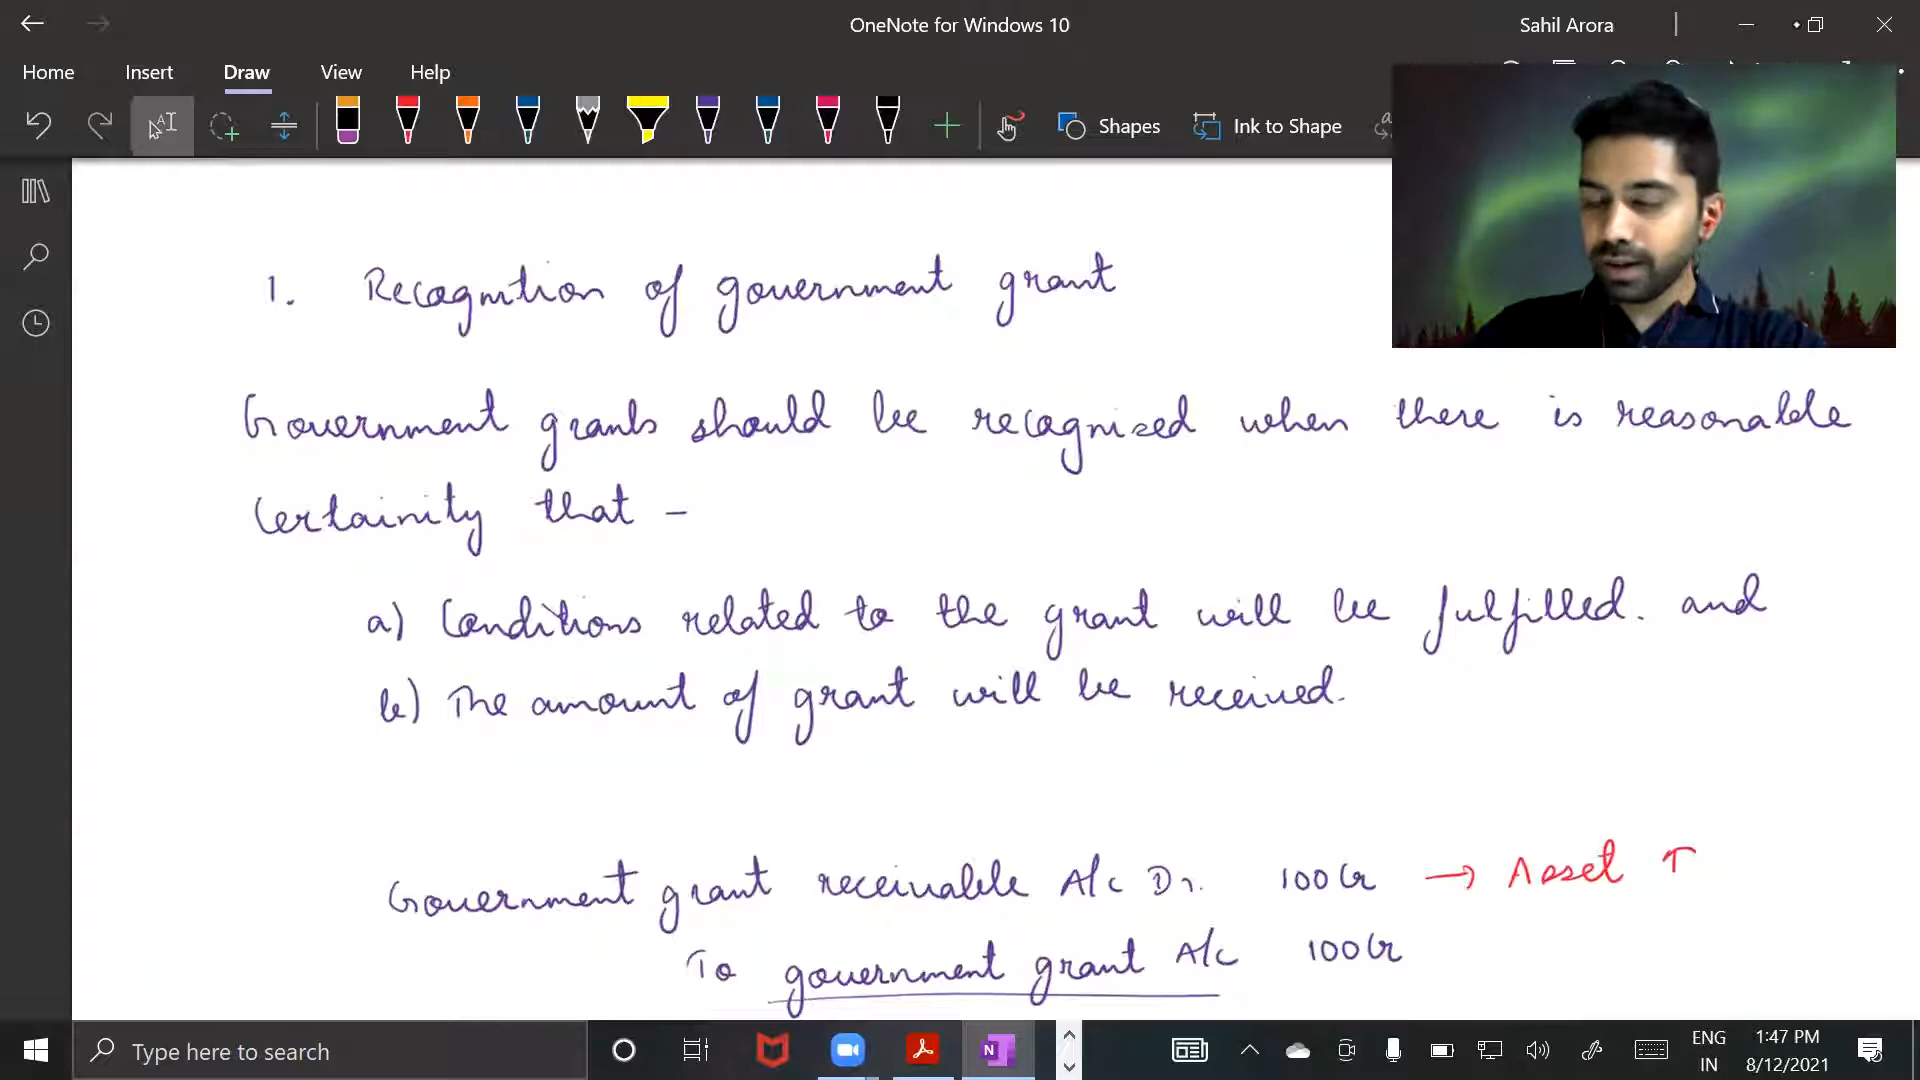 OneNote for Windows 10
Sahil Arora
Home Insert Draw View Help
Shapes
Ink to Shape
1. Recognition of government grant
Government grants should be recognized when there is reasonable
certainity that –
a) Conditions related to the grant will be fulfilled. and
b) The amount of grant will be received.
Government grant receivable A/c Dr. 100 Cr → Asset ↑
To government grant A/c 100 Cr
Type here to search
ENG
IN
1:47 PM
8/12/2021